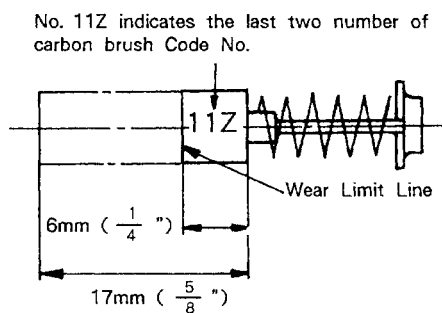 No. 11Z indicates the last two number of
carbon brush Code No.
11Z
Wear Limit Line
6mm ( 1/4 ")
17mm ( 5/8 ")